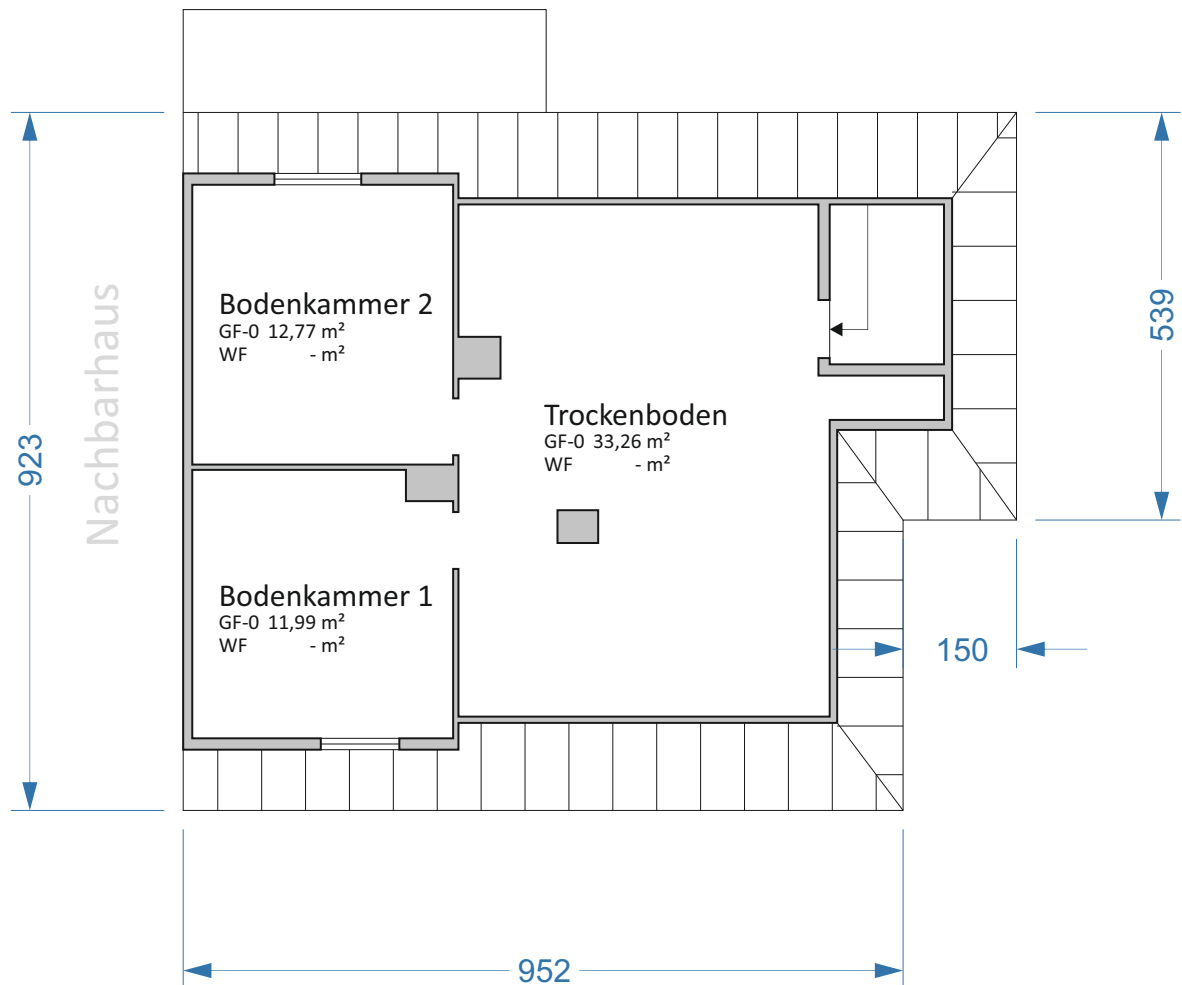 Bodenkammer 2
GF-0 12,77 m²
WF - m²
Trockenboden
GF-0 33,26 m²
WF - m²
Bodenkammer 1
GF-0 11,99 m²
WF - m²
Nachbarhaus
923
539
150
952